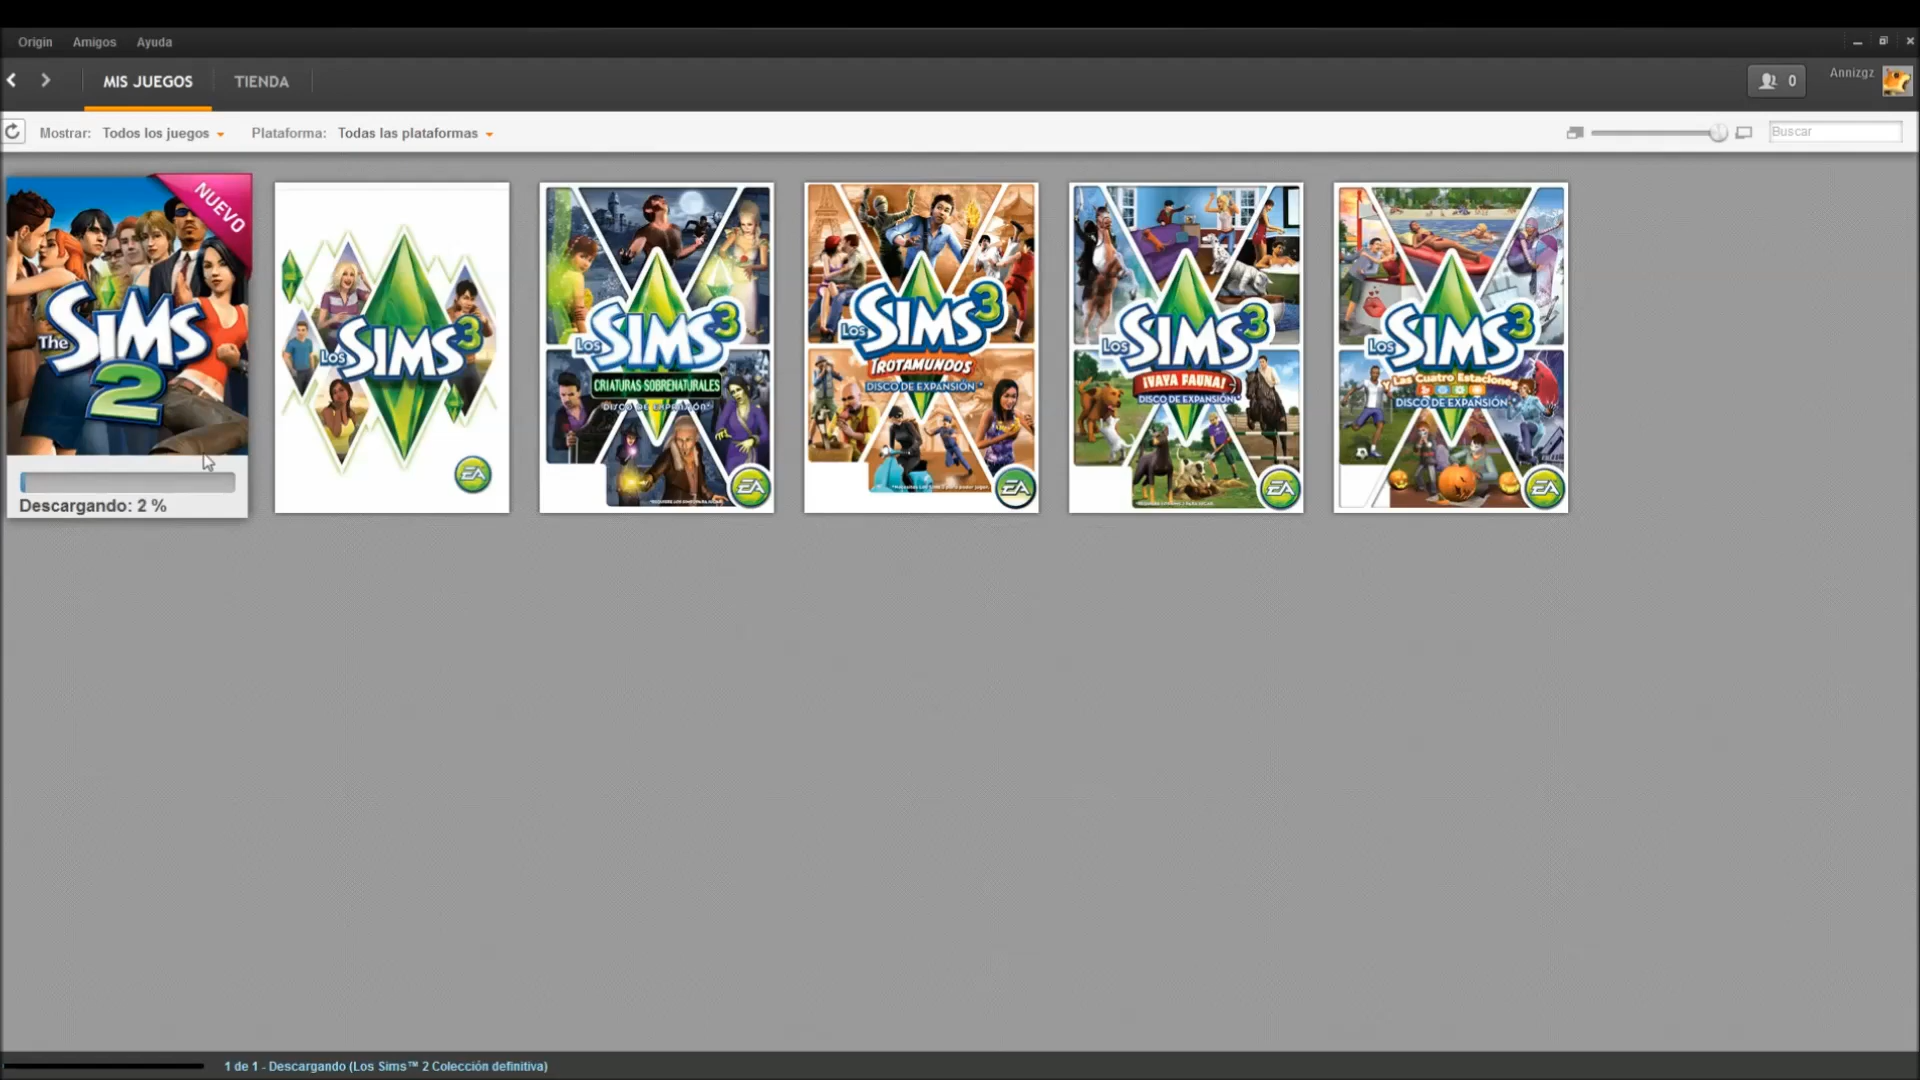 Origin Amigos Ayuda
MIS JUEGOS TIENDA
0 Annizgz
Mostrar: Todos los juegos Plataforma: Todas las plataformas
Buscar
NUEVO
The SIMS 2
Descargando: 2 %
Los SIMS 3
EA
Los SIMS 3
CRIATURAS SOBRENATURALES
DISCO DE EXPANSIÓN*
EA
Los SIMS 3
TROTAMUNDOS
DISCO DE EXPANSIÓN*
EA
Los SIMS 3
¡VAYA FAUNA!
DISCO DE EXPANSIÓN*
EA
Los SIMS 3
Y Las Cuatro Estaciones
DISCO DE EXPANSIÓN*
EA
1 de 1 - Descargando (Los Sims™ 2 Colección definitiva)